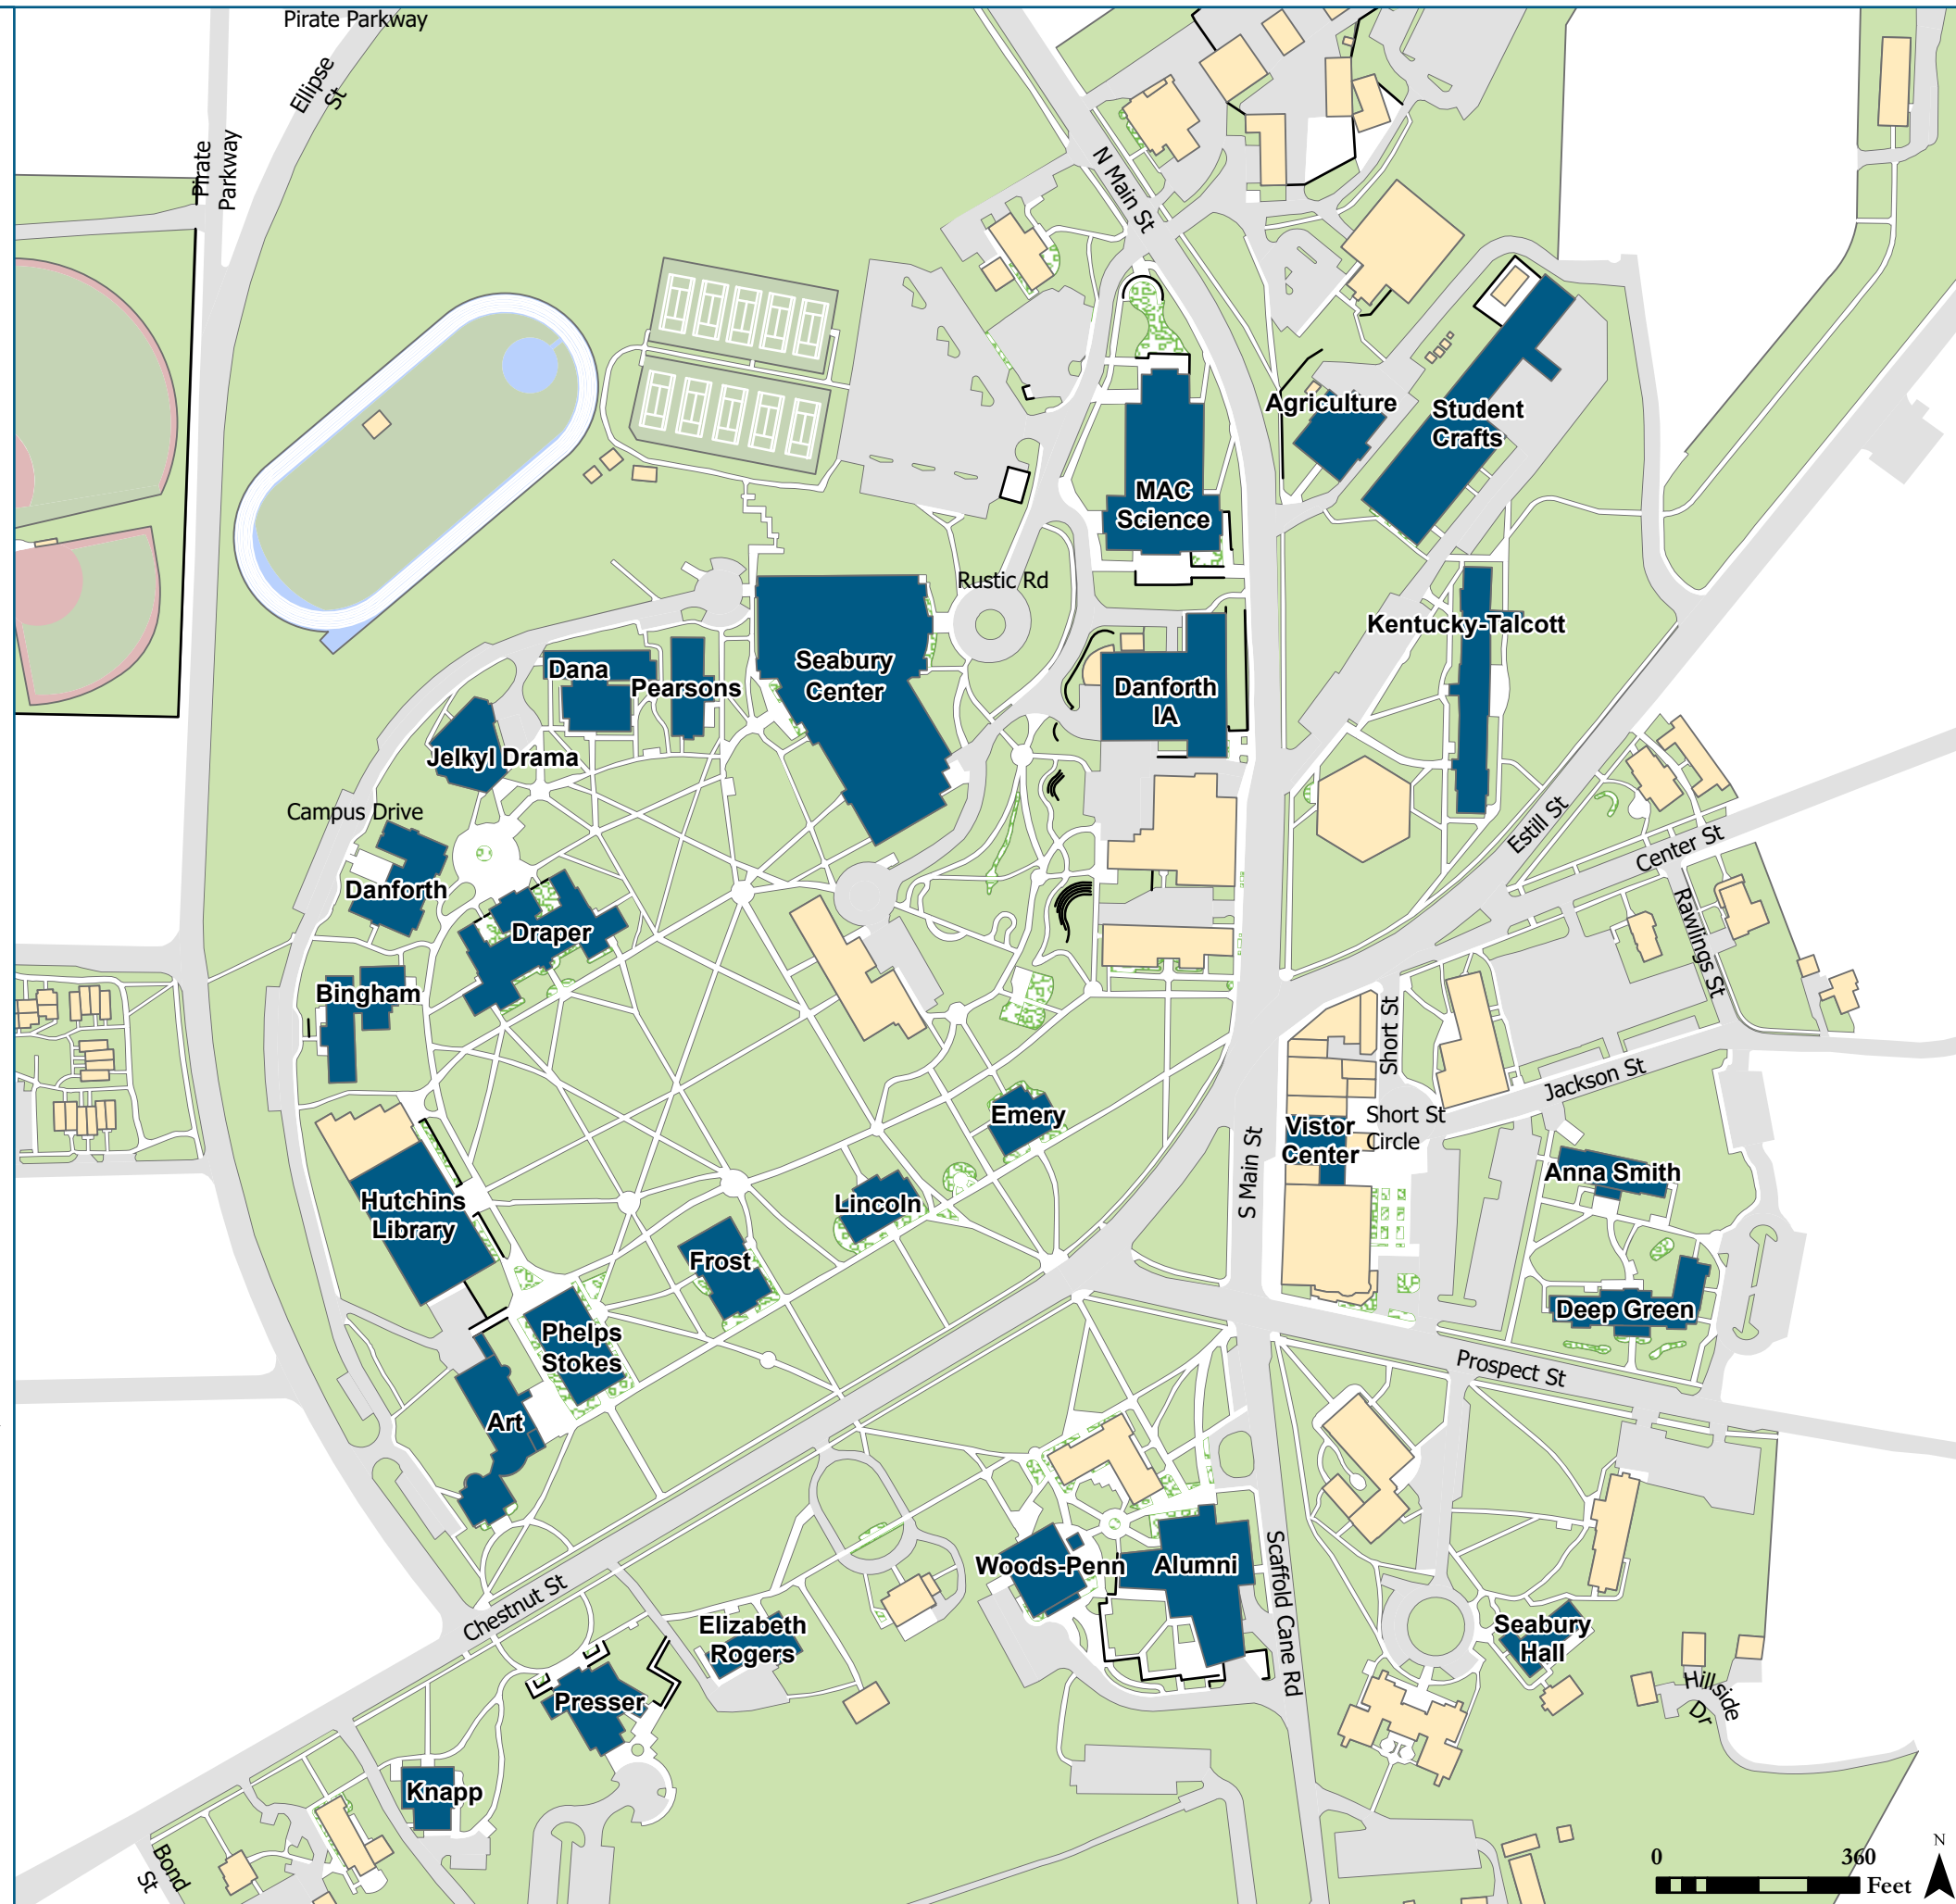 Pirate Parkway
Ellipse
St
Pirate
Parkway
N Main St
Agriculture
Student
Crafts
MAC
Science
Rustic Rd
Kentucky-Talcott
Dana
Pearsons
Seabury
Center
Danforth
IA
Jelkyl Drama
Campus Drive
Estill St
Center St
Danforth
Draper
Rawlings St
Bingham
Short St
Jackson St
Emery
Short St
Circle
Vistor
Center
S Main St
Anna Smith
Hutchins
Library
Lincoln
Frost
Deep Green
Phelps
Stokes
Prospect St
Art
Woods-Penn
Alumni
Scaffold Cane Rd
Chestnut St
Elizabeth
Rogers
Seabury
Hall
Presser
Hillside
Dr
Knapp
Bond
St
N
0 360
Feet